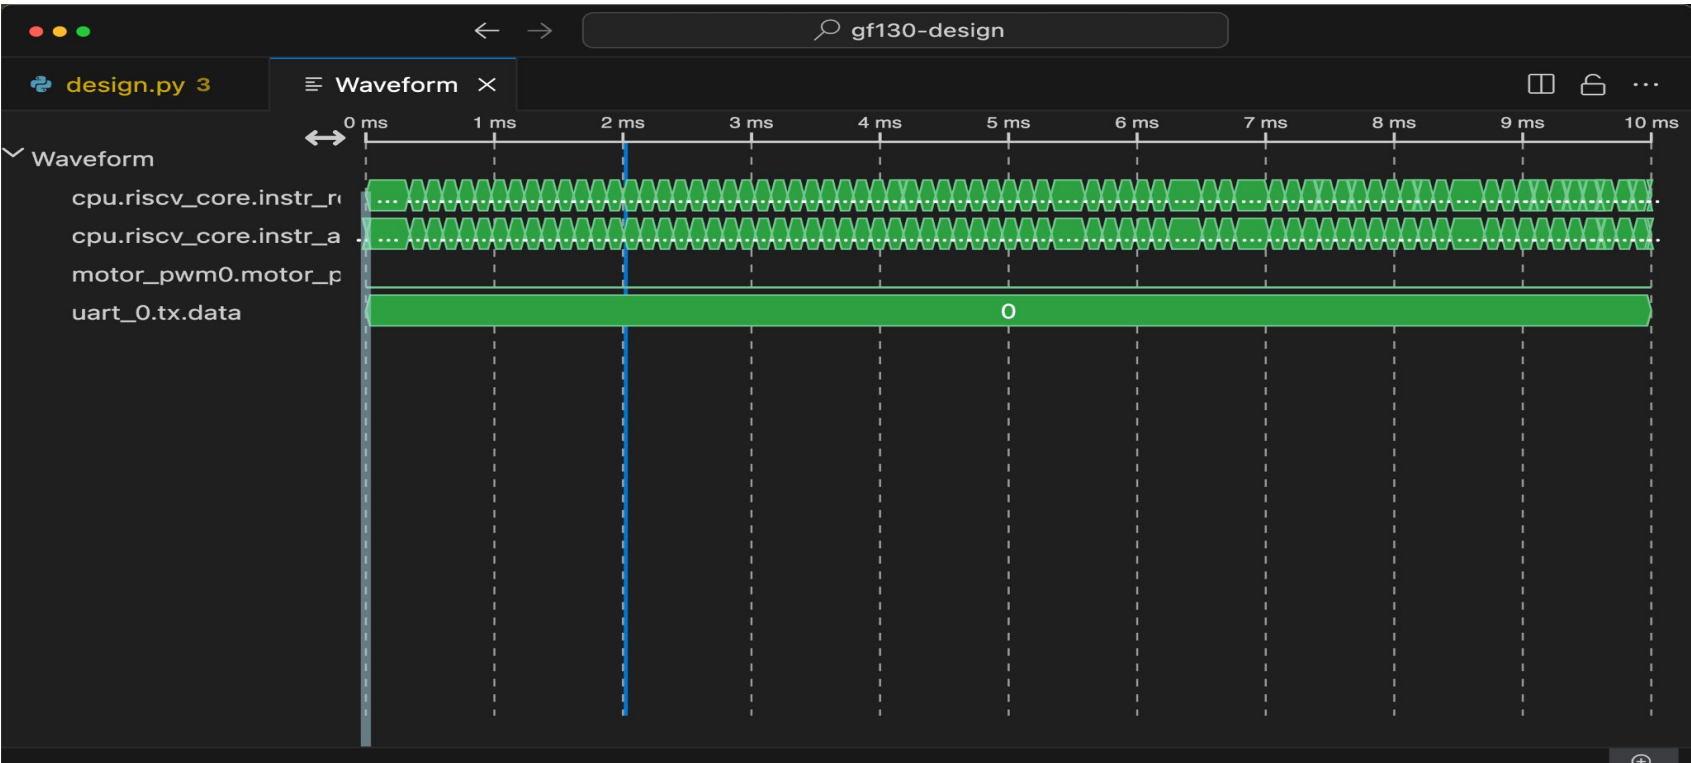 gf130-design
design.py 3
Waveform
0 ms 1 ms 2 ms 3 ms 4 ms 5 ms 6 ms 7 ms 8 ms 9 ms 10 ms
Waveform
cpu.riscv_core.instr_r
cpu.riscv_core.instr_a
motor_pwm0.motor_p
uart_0.tx.data
0